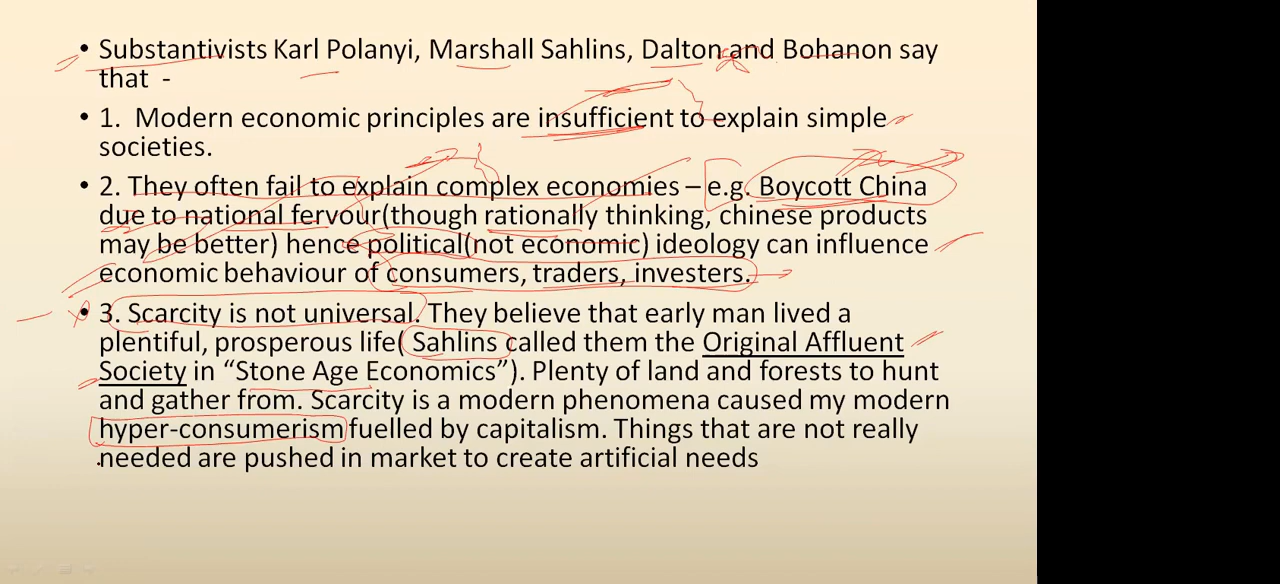 • Substantivists Karl Polanyi, Marshall Sahlins, Dalton and Bohanon say
that -
• 1. Modern economic principles are insufficient to explain simple
societies.
• 2. They often fail to explain complex economies – e.g. Boycott China
due to national fervour(though rationally thinking, chinese products
may be better) hence political(not economic) ideology can influence
economic behaviour of consumers, traders, investers.
• 3. Scarcity is not universal. They believe that early man lived a
plentiful, prosperous life( Sahlins called them the Original Affluent
Society in “Stone Age Economics”). Plenty of land and forests to hunt
and gather from. Scarcity is a modern phenomena caused my modern
hyper-consumerism fuelled by capitalism. Things that are not really
needed are pushed in market to create artificial needs